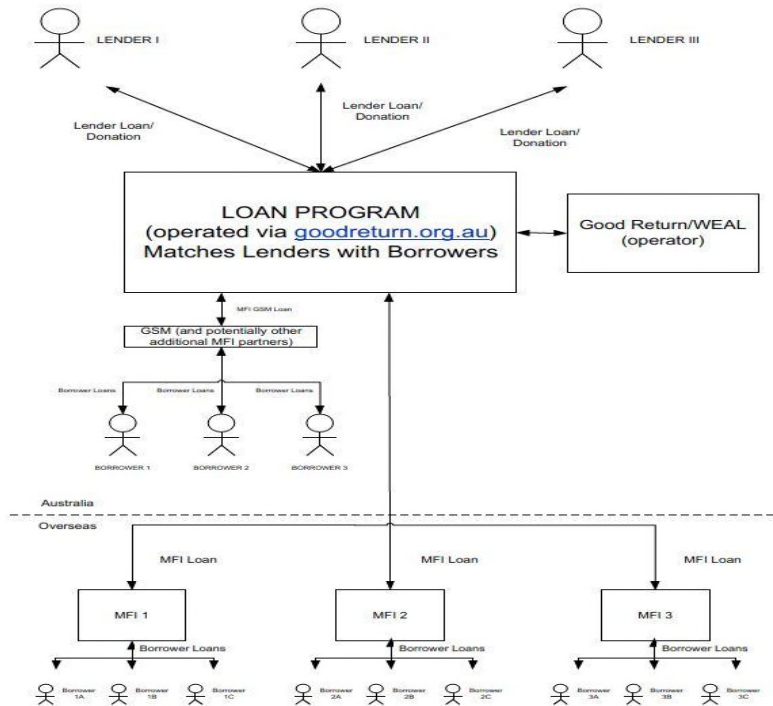 LENDER I
LENDER II
LENDER III
Lender Loan/
Donation
Lender Loan/
Donation
Lender Loan/
Donation
LOAN PROGRAM
(operated via goodreturn.org.au)
Matches Lenders with Borrowers
Good Return/WEAL
(operator)
MFI GSM Loan
GSM (and potentially other
additional MFI partners)
Borrower Loans
Borrower Loans
Borrower Loans
BORROWER 1
BORROWER 2
BORROWER 3
Australia
Overseas
MFI Loan
MFI Loan
MFI Loan
MFI 1
MFI 2
MFI 3
Borrower Loans
Borrower Loans
Borrower Loans
Borrower
1A
Borrower
1B
Borrower
1C
Borrower
2A
Borrower
2B
Borrower
2C
Borrower
3A
Borrower
3B
Borrower
3C